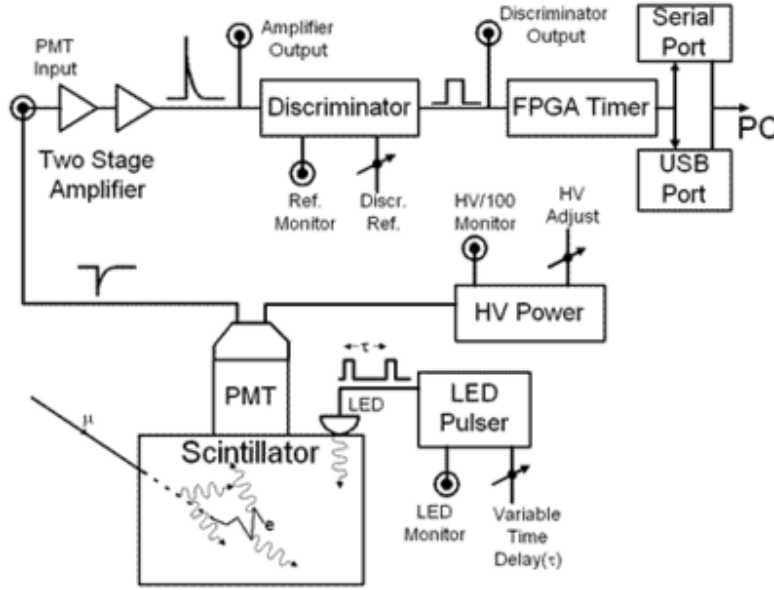 PMT
Input
Amplifier
Output
Discriminator
Output
Serial
Port
Discriminator
FPGA Timer
PC
USB
Port
Two Stage
Amplifier
Ref.
Monitor
Discr.
Ref.
HV/100
Monitor
HV
Adjust
HV Power
τ
PMT
LED
LED
Pulser
μ
Scintillator
e
LED
Monitor
Variable
Time
Delay(τ)